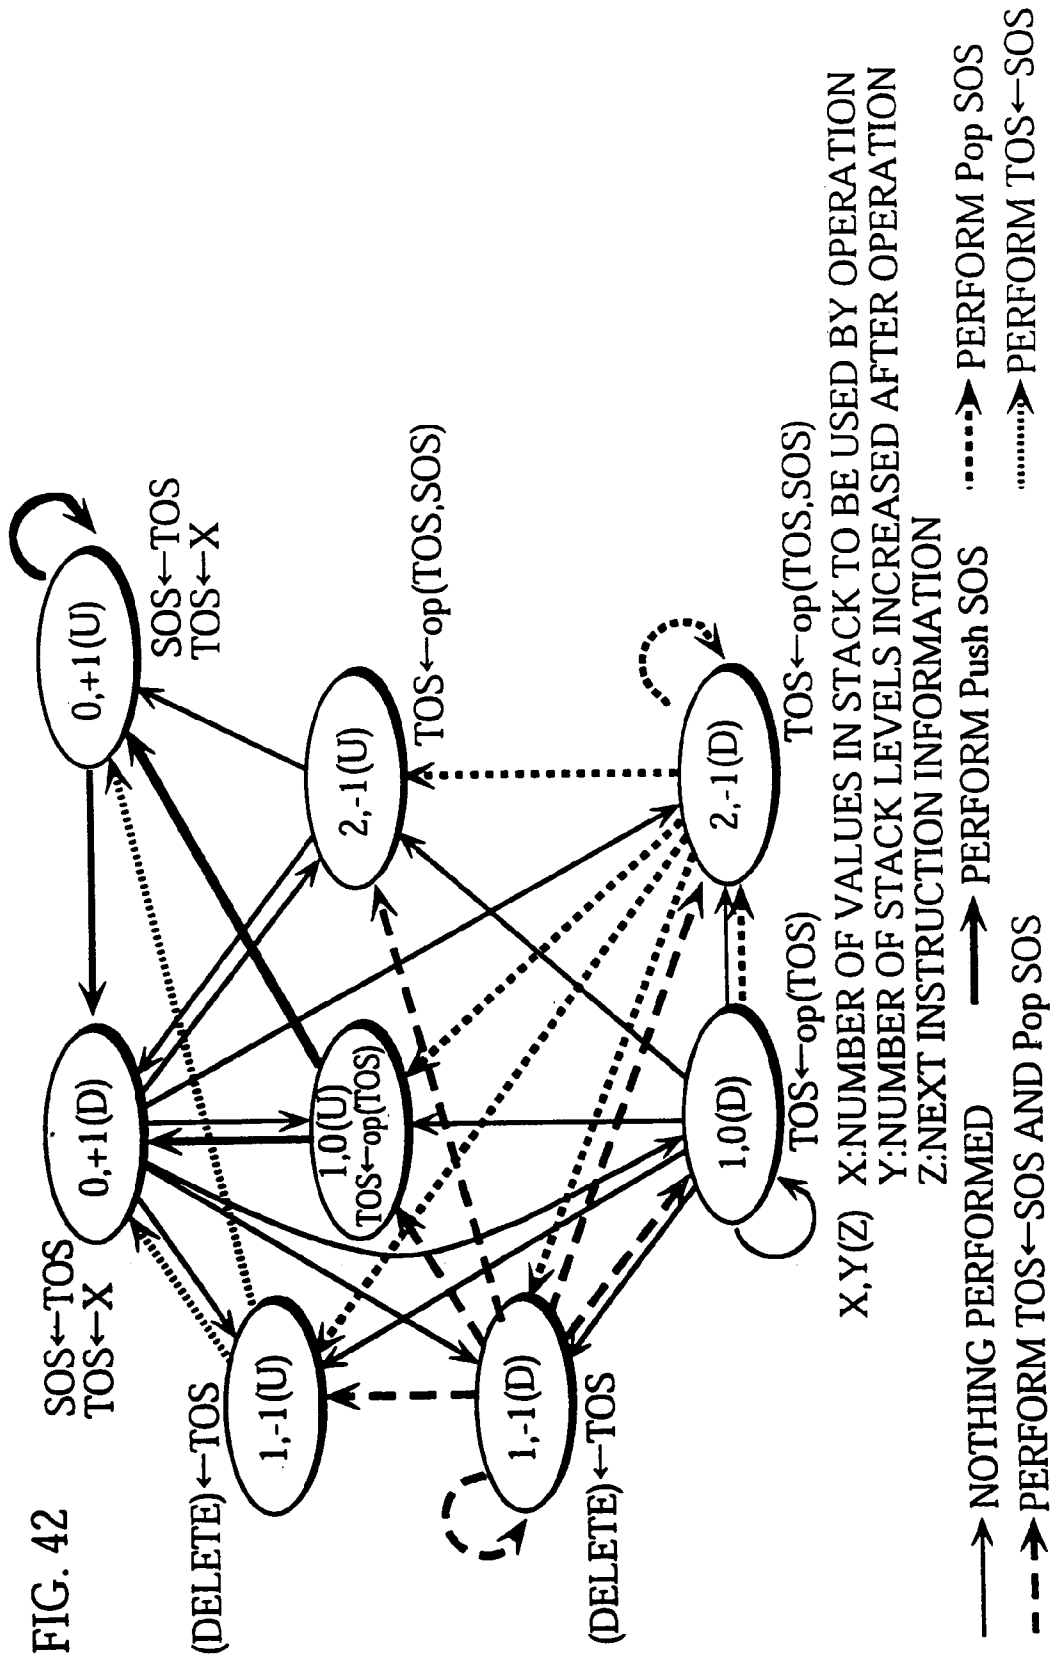 FIG. 42
SOS←TOS
TOS←X
0,+1(D)
0,+1(U)
SOS←TOS
TOS←X
(DELETE)←TOS
1,-1(U)
1,0(U)
TOS←op(TOS)
2,-1(U)
TOS←op(TOS,SOS)
1,-1(D)
(DELETE)←TOS
1,0(D)
TOS←op(TOS)
2,-1(D)
TOS←op(TOS,SOS)
X,Y(Z) X:NUMBER OF VALUES IN STACK TO BE USED BY OPERATION
Y:NUMBER OF STACK LEVELS INCREASED AFTER OPERATION
Z:NEXT INSTRUCTION INFORMATION
NOTHING PERFORMED
PERFORM Push SOS
PERFORM Pop SOS
PERFORM TOS←SOS AND Pop SOS
PERFORM TOS←SOS